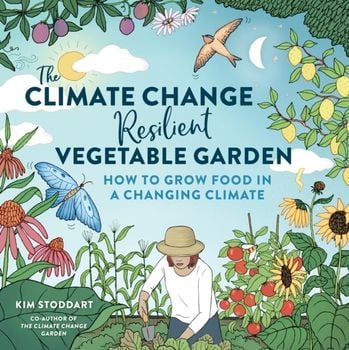 The
CLIMATE CHANGE
Resilient
VEGETABLE GARDEN
HOW TO GROW FOOD IN
A CHANGING CLIMATE
KIM STODDART
CO-AUTHOR OF
THE CLIMATE CHANGE
GARDEN